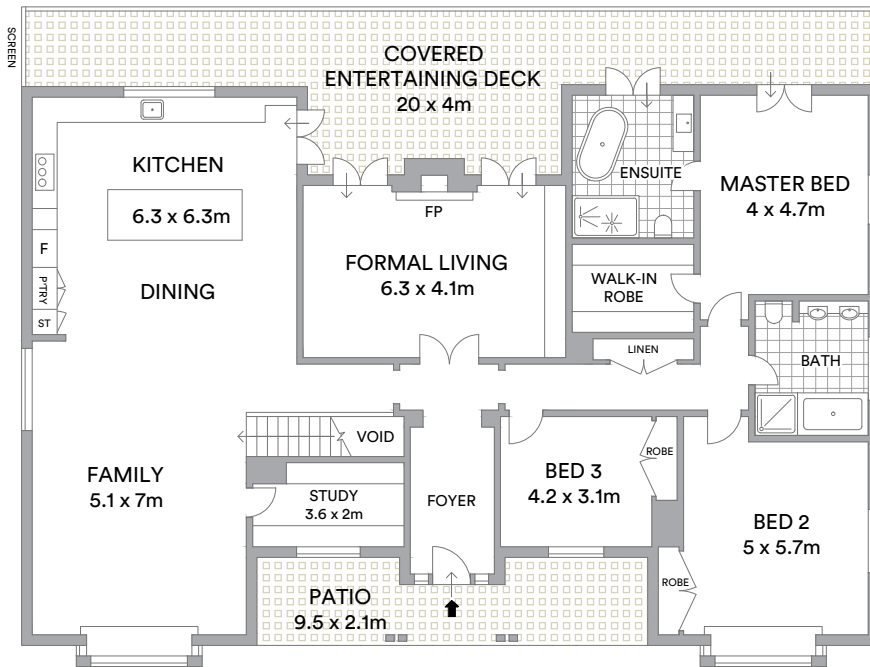 SCREEN
COVERED
ENTERTAINING DECK
20 x 4m
KITCHEN
6.3 x 6.3m
DINING
F
P'TRY
ST
FP
FORMAL LIVING
6.3 x 4.1m
ENSUITE
MASTER BED
4 x 4.7m
WALK-IN
ROBE
LINEN
BATH
VOID
FAMILY
5.1 x 7m
STUDY
3.6 x 2m
FOYER
BED 3
4.2 x 3.1m
ROBE
BED 2
5 x 5.7m
ROBE
PATIO
9.5 x 2.1m